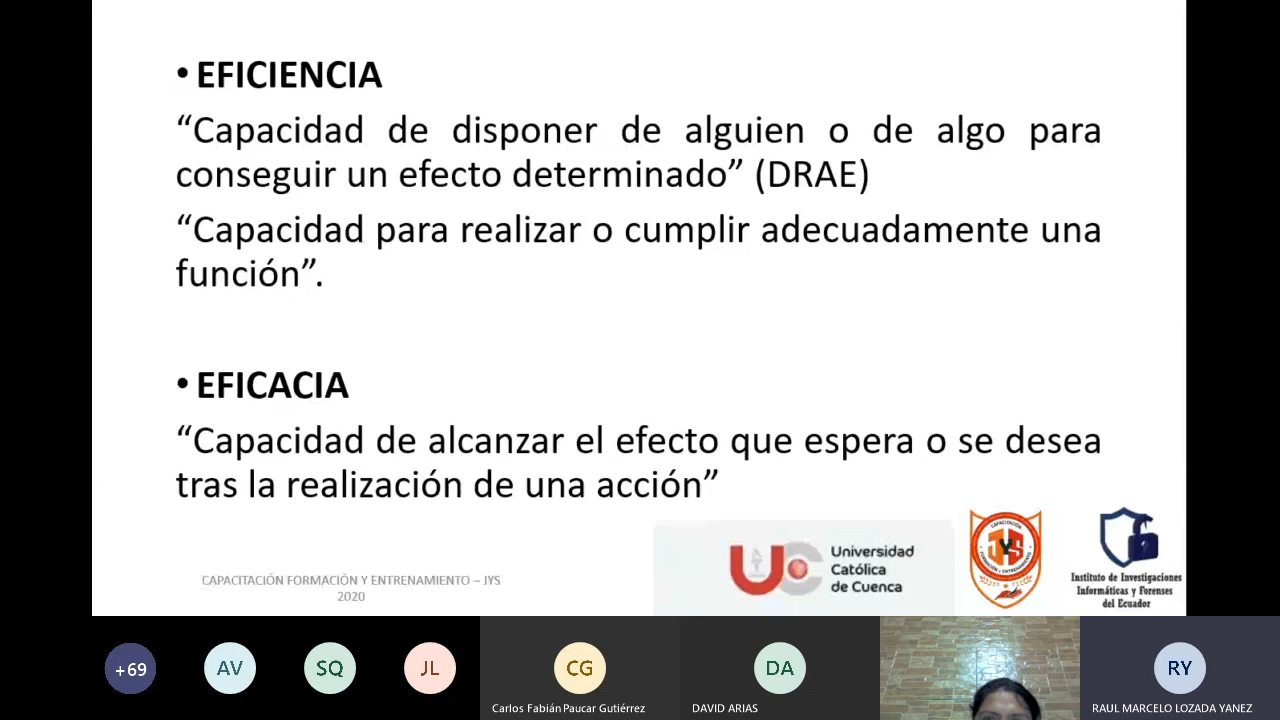 • EFICIENCIA
“Capacidad de disponer de alguien o de algo para
conseguir un efecto determinado” (DRAE)
“Capacidad para realizar o cumplir adecuadamente una
función”.
• EFICACIA
“Capacidad de alcanzar el efecto que espera o se desea
tras la realización de una acción”
CAPACITACIÓN FORMACIÓN Y ENTRENAMIENTO – JYS
2020
UC
Universidad
Católica
de Cuenca
CAPACITACIÓN
JYS
Instituto de Investigaciones
Informáticas y Forenses
del Ecuador
+69
AV
SQ
JL
CG
DA
RY
Carlos Fabián Paucar Gutiérrez
DAVID ARIAS
RAUL MARCELO LOZADA YANEZ